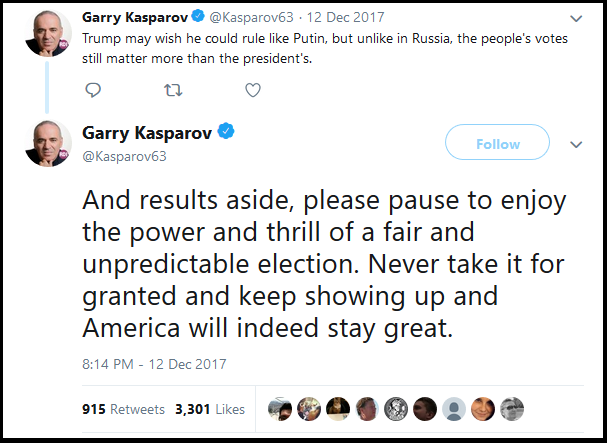 Garry Kasparov @Kasparov63 · 12 Dec 2017
Trump may wish he could rule like Putin, but unlike in Russia, the people's votes
still matter more than the president's.
Garry Kasparov
@Kasparov63
Follow
And results aside, please pause to enjoy
the power and thrill of a fair and
unpredictable election. Never take it for
granted and keep showing up and
America will indeed stay great.
8:14 PM - 12 Dec 2017
915 Retweets 3,301 Likes